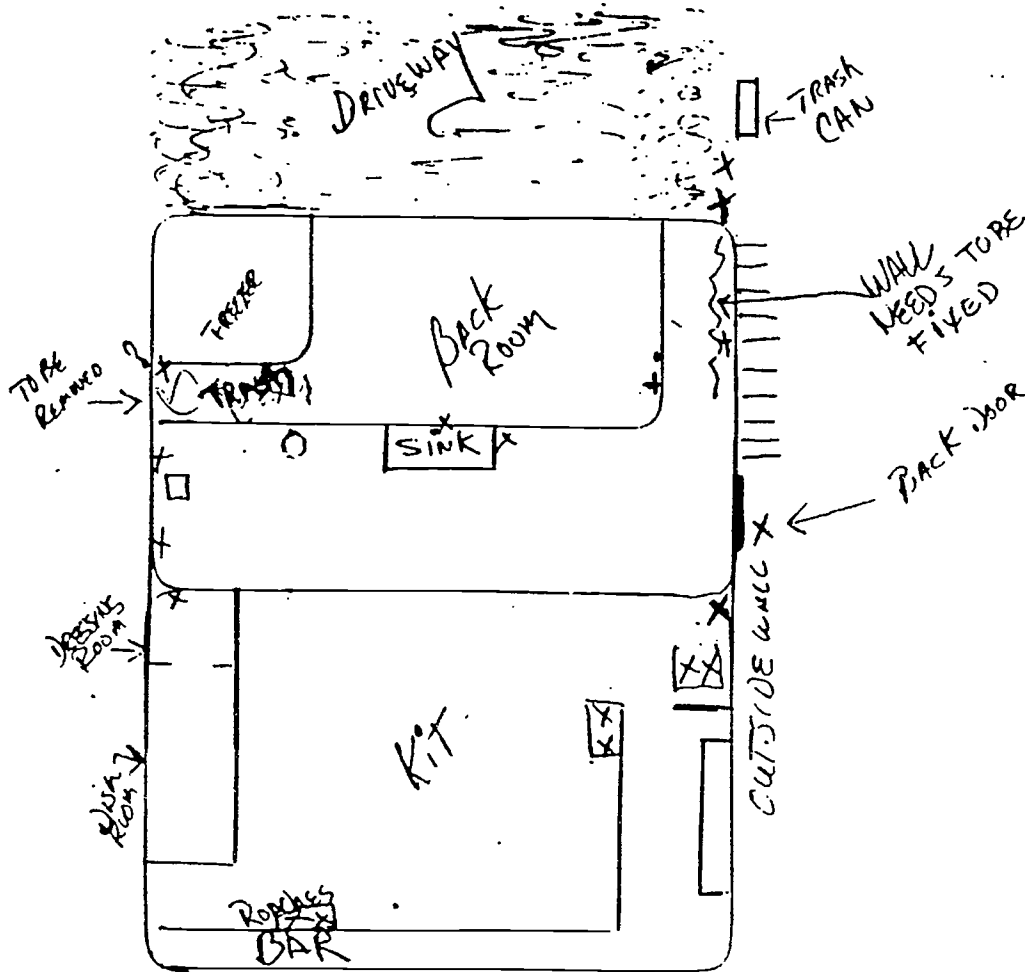 DRIVEWAY
TRASH
CAN
WALL
NEEDS TO BE
FIXED
FREEZER
BACK
ROOM
TO BE
REMOVED
TRASH
SINK
BACK DOOR
OUTSIDE WALL
DRESSING
ROOM
KIT
DISH
ROOM
ROACHES
BAR